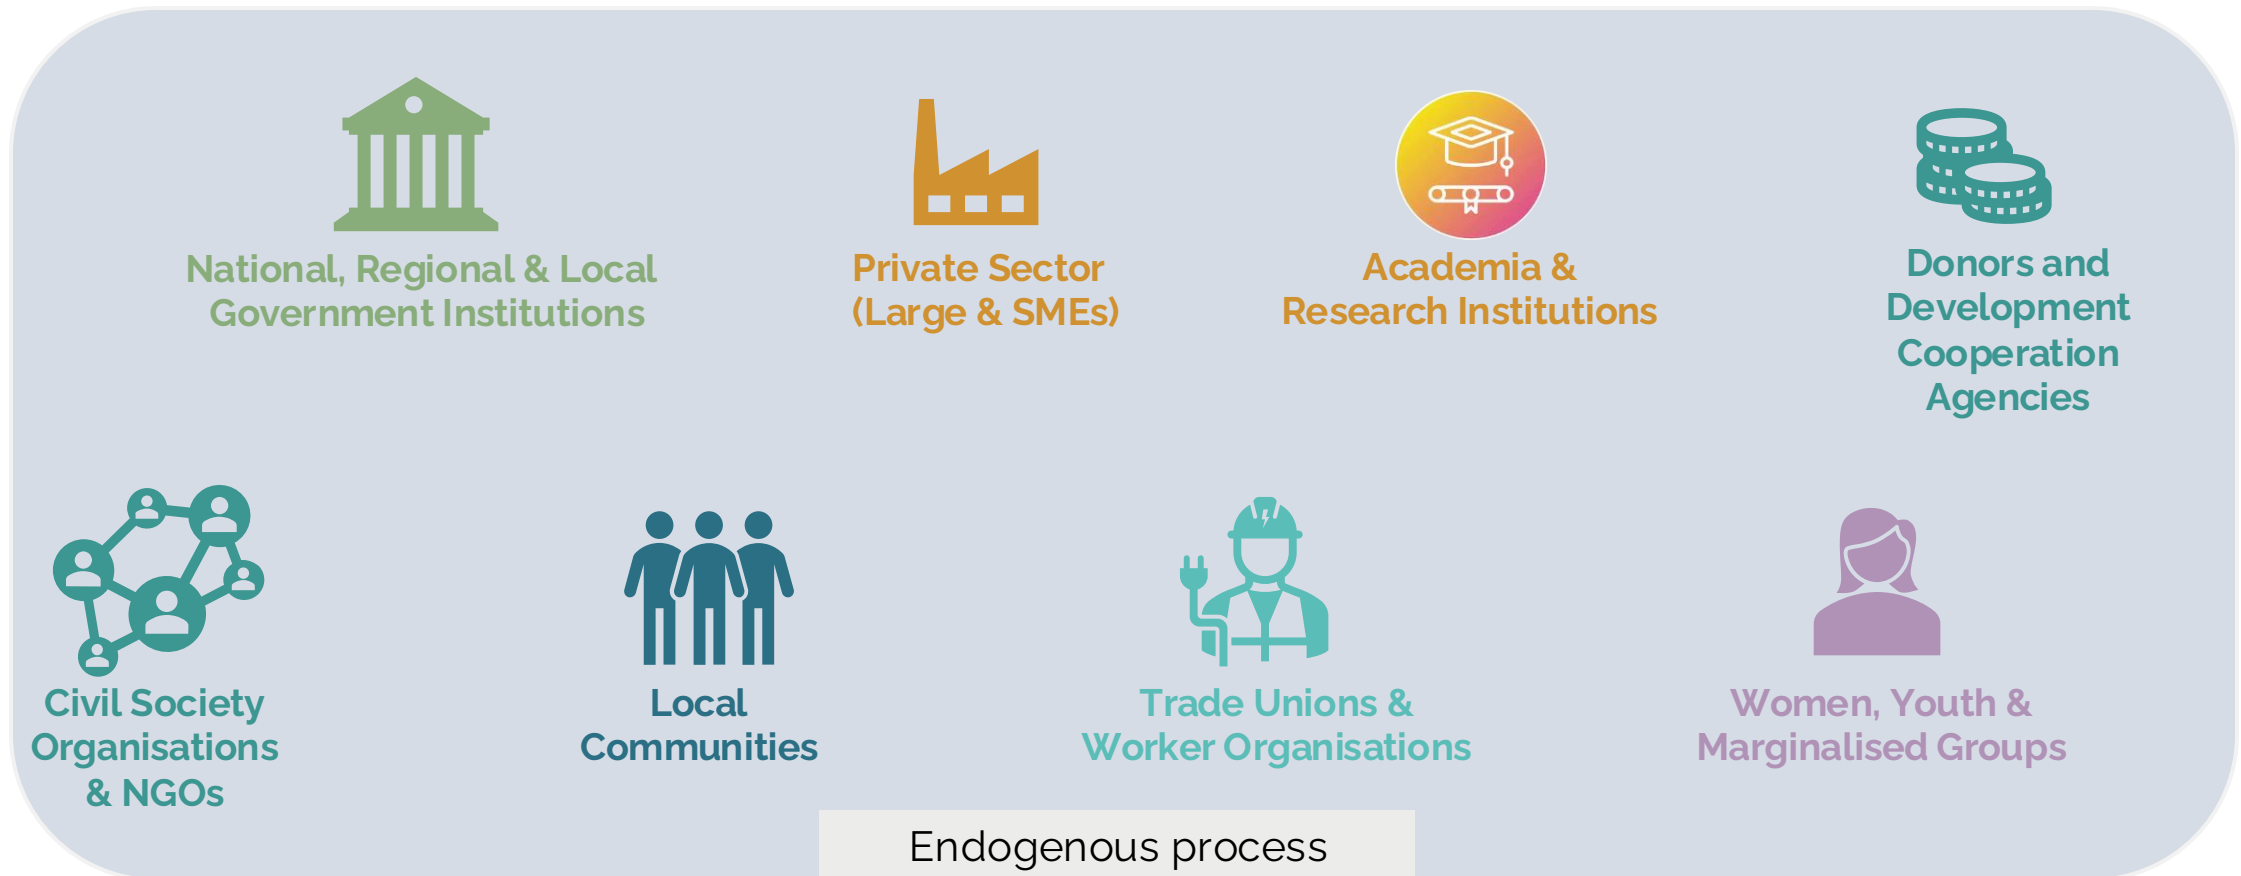 National, Regional & Local
Government Institutions
Private Sector
(Large & SMEs)
Academia &
Research Institutions
Donors and
Development
Cooperation
Agencies
Civil Society
Organisations
& NGOs
Local
Communities
Trade Unions &
Worker Organisations
Women, Youth &
Marginalised Groups
Endogenous process